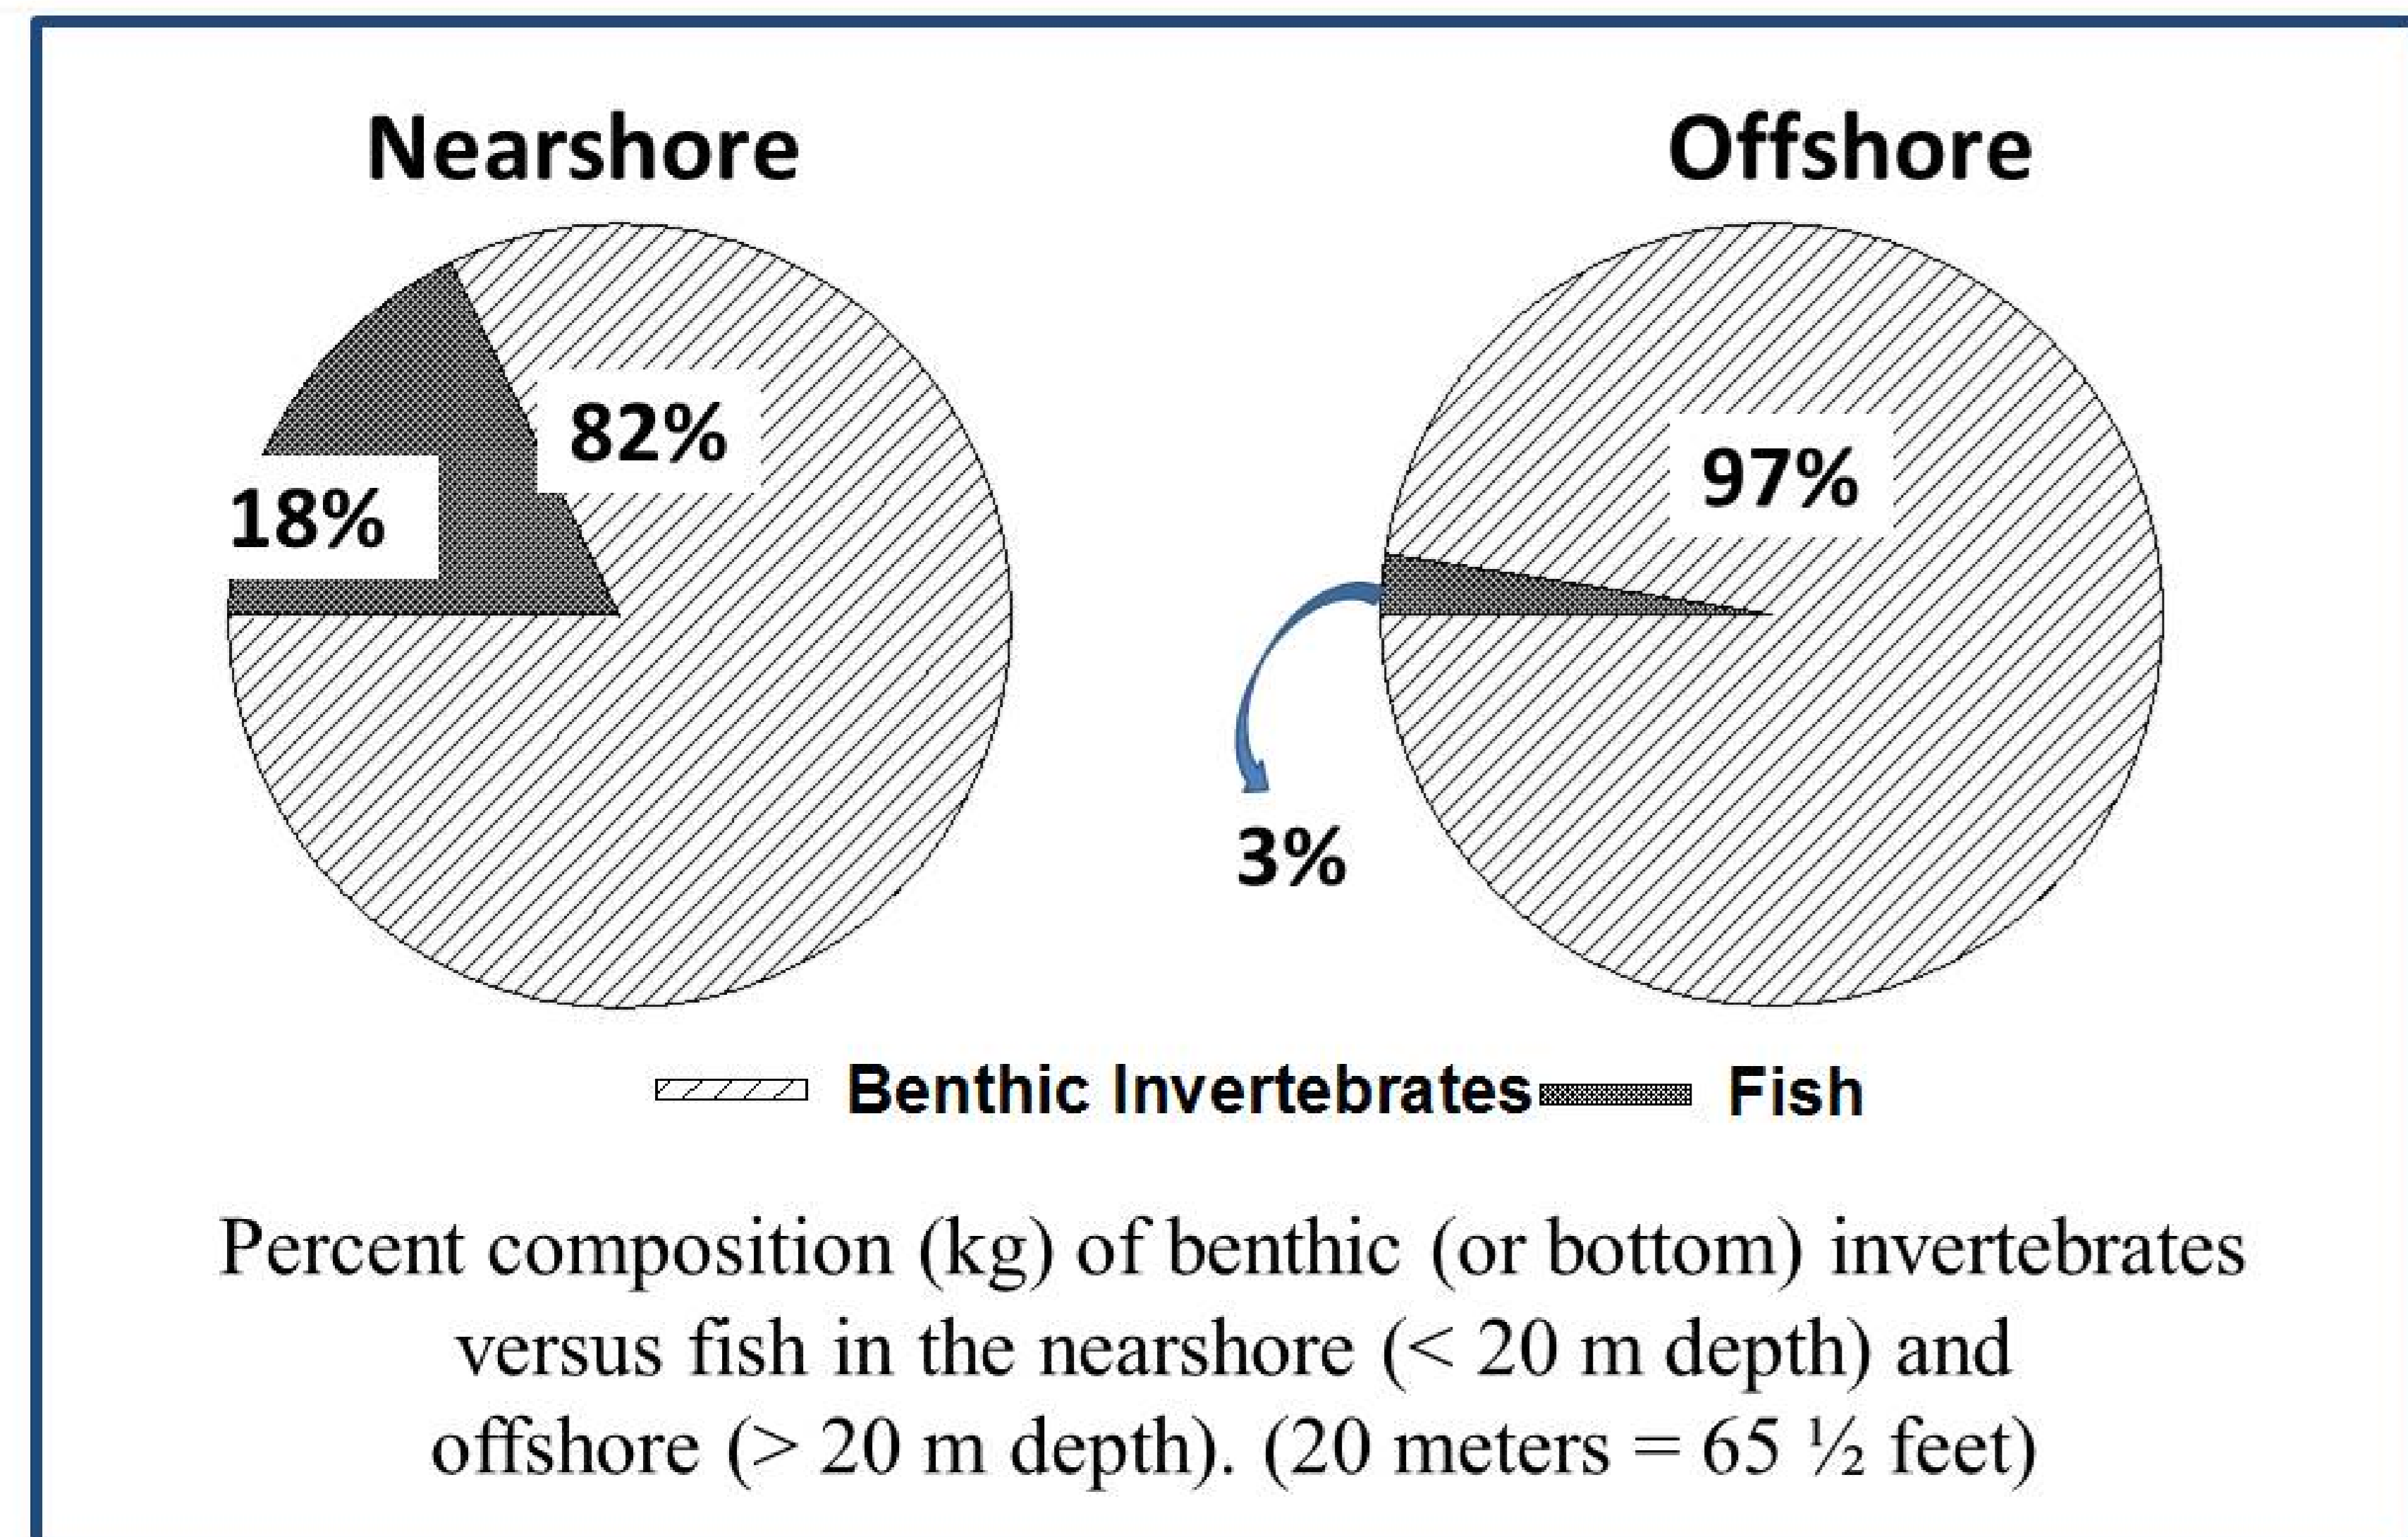 Nearshore
Offshore
82%
18%
97%
3%
Benthic Invertebrates
Fish
Percent composition (kg) of benthic (or bottom) invertebrates
versus fish in the nearshore (< 20 m depth) and
offshore (> 20 m depth). (20 meters = 65 ½ feet)